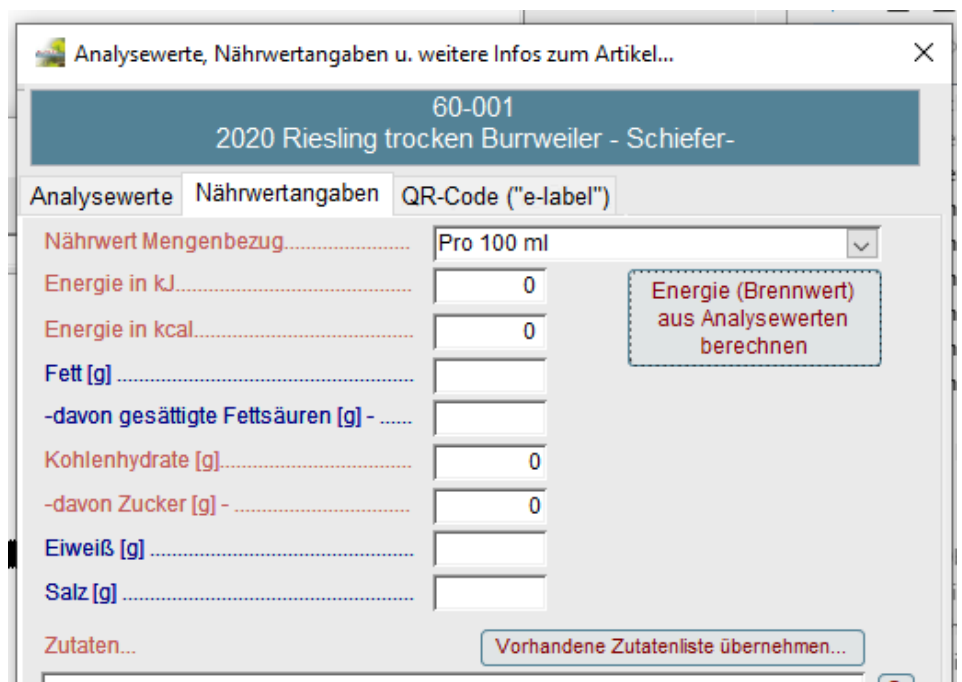 Analysewerte, Nährwertangaben u. weitere Infos zum Artikel...
60-001
2020 Riesling trocken Burrweiler - Schiefer-
Analysewerte Nährwertangaben QR-Code ("e-label")
Nährwert Mengenbezug...................... Pro 100 ml
Energie in kJ......................................... 0
Energie in kcal...................................... 0
Energie (Brennwert)
aus Analysewerten
berechnen
Fett [g] ...................................................
-davon gesättigte Fettsäuren [g] - ......
Kohlenhydrate [g].................................. 0
-davon Zucker [g] - ............................... 0
Eiweiß [g] ..............................................
Salz [g] ...................................................
Zutaten... Vorhandene Zutatenliste übernehmen...